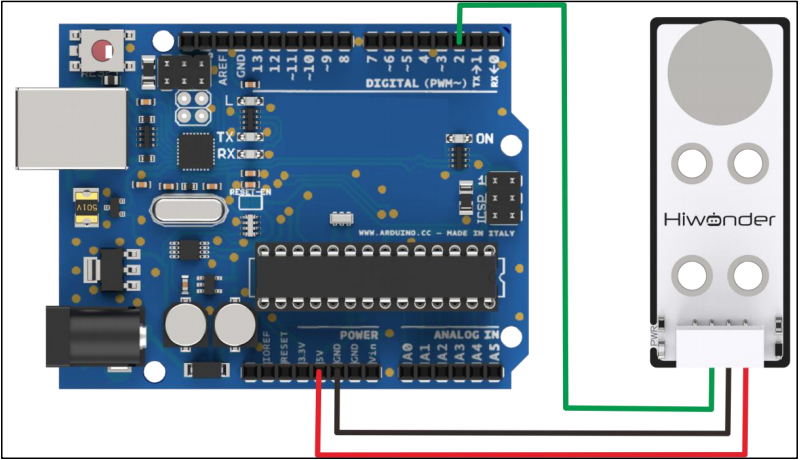 RESET
AREF
GND
13
12
~11
~10
~9
8
7
~6
~5
4
~3
2
TX→1
RX←0
DIGITAL (PWM~)
L
TX
RX
ON
RESET-EN
1
ICSP
501V
WWW.ARDUINO.CC - MADE IN ITALY
Hiwonder
PWR
POWER
ANALOG IN
IOREF
RESET
3.3V
5V
GND
GND
Vin
A0
A1
A2
A3
A4
A5